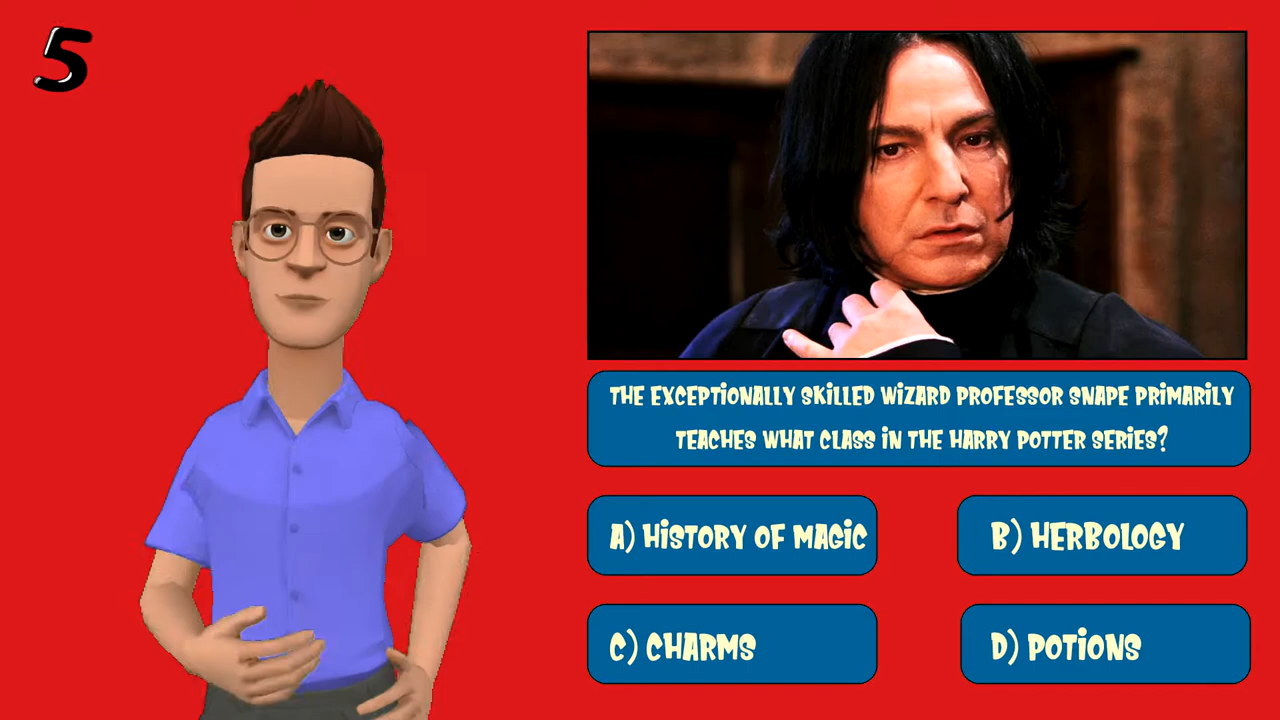 5
THE EXCEPTIONALLY SKILLED WIZARD PROFESSOR SNAPE PRIMARILY
TEACHES WHAT CLASS IN THE HARRY POTTER SERIES?
A) HISTORY OF MAGIC
B) HERBOLOGY
C) CHARMS
D) POTIONS